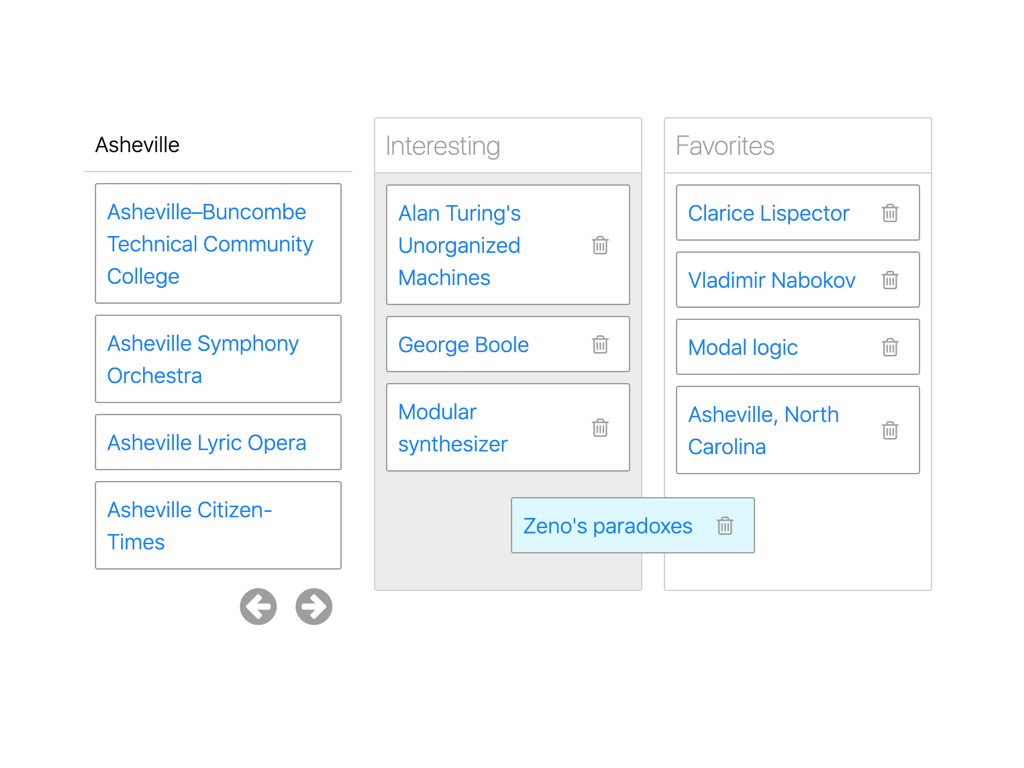 Asheville
Asheville–Buncombe
Technical Community
College
Asheville Symphony
Orchestra
Asheville Lyric Opera
Asheville Citizen-
Times
Interesting
Alan Turing's
Unorganized
Machines
George Boole
Modular
synthesizer
Zeno's paradoxes
Favorites
Clarice Lispector
Vladimir Nabokov
Modal logic
Asheville, North
Carolina